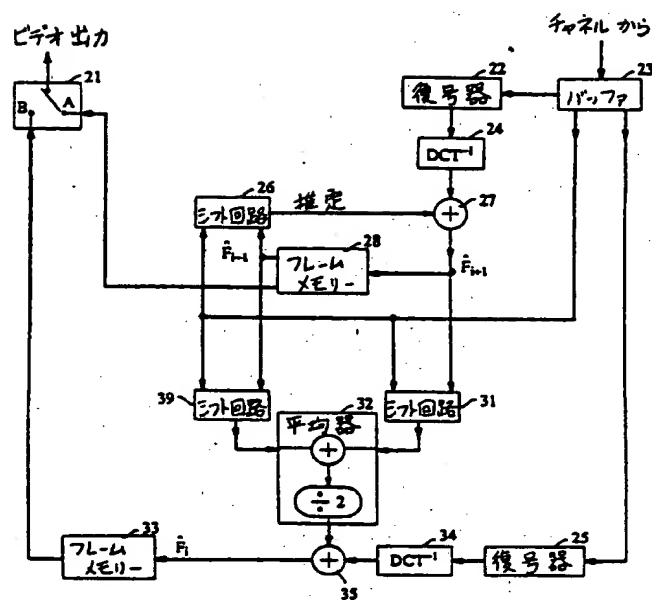 ビデオ出力
チャネルから
21
B
A
22
復号器
23
バッファ
24
DCT⁻¹
26
シフト回路
推定
27
+
F̂i-1
28
フレーム
メモリー
F̂i+1
39
シフト回路
32
平均器
+
÷2
31
シフト回路
33
フレーム
メモリー
F̂i
+
35
34
DCT⁻¹
25
復号器